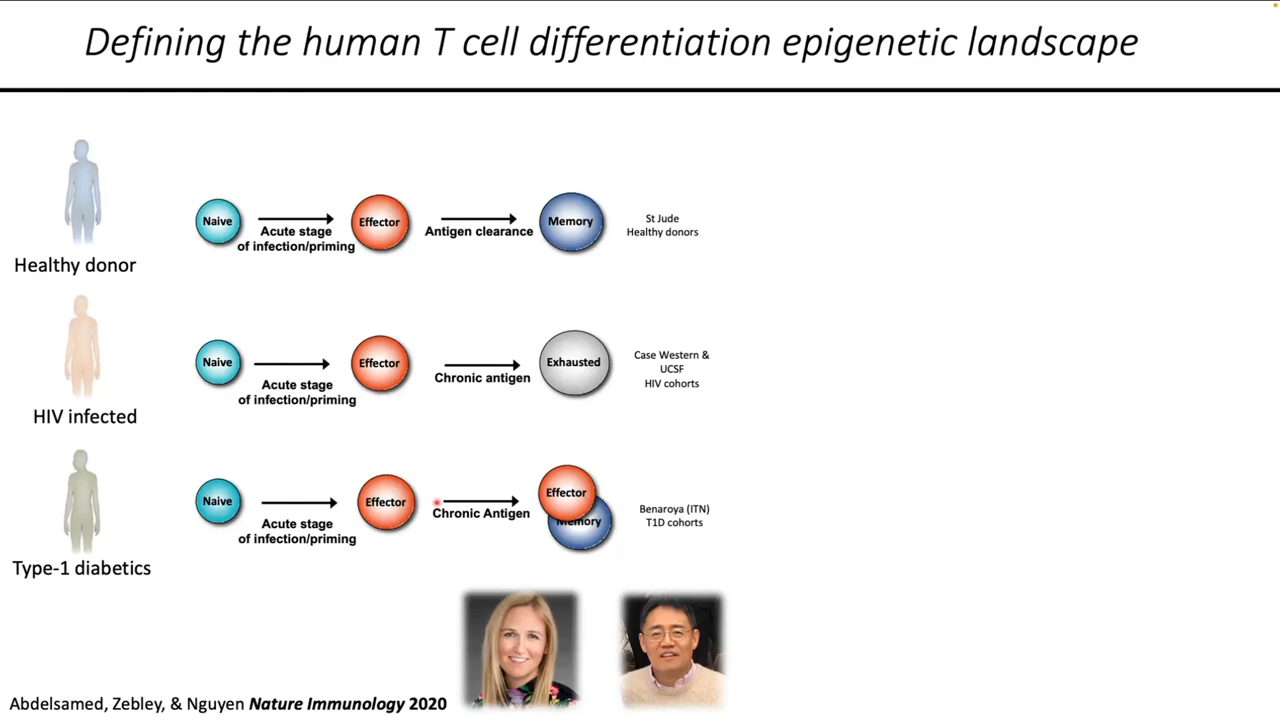 Defining the human T cell differentiation epigenetic landscape
Healthy donor
Naive
Acute stage
of infection/priming
Effector
Antigen clearance
Memory
St Jude
Healthy donors
HIV infected
Naive
Acute stage
of infection/priming
Effector
Chronic antigen
Exhausted
Case Western &
UCSF
HIV cohorts
Type-1 diabetics
Naive
Acute stage
of infection/priming
Effector
Chronic Antigen
Effector
Memory
Benaroya (ITN)
T1D cohorts
Abdelsamed, Zebley, & Nguyen Nature Immunology 2020